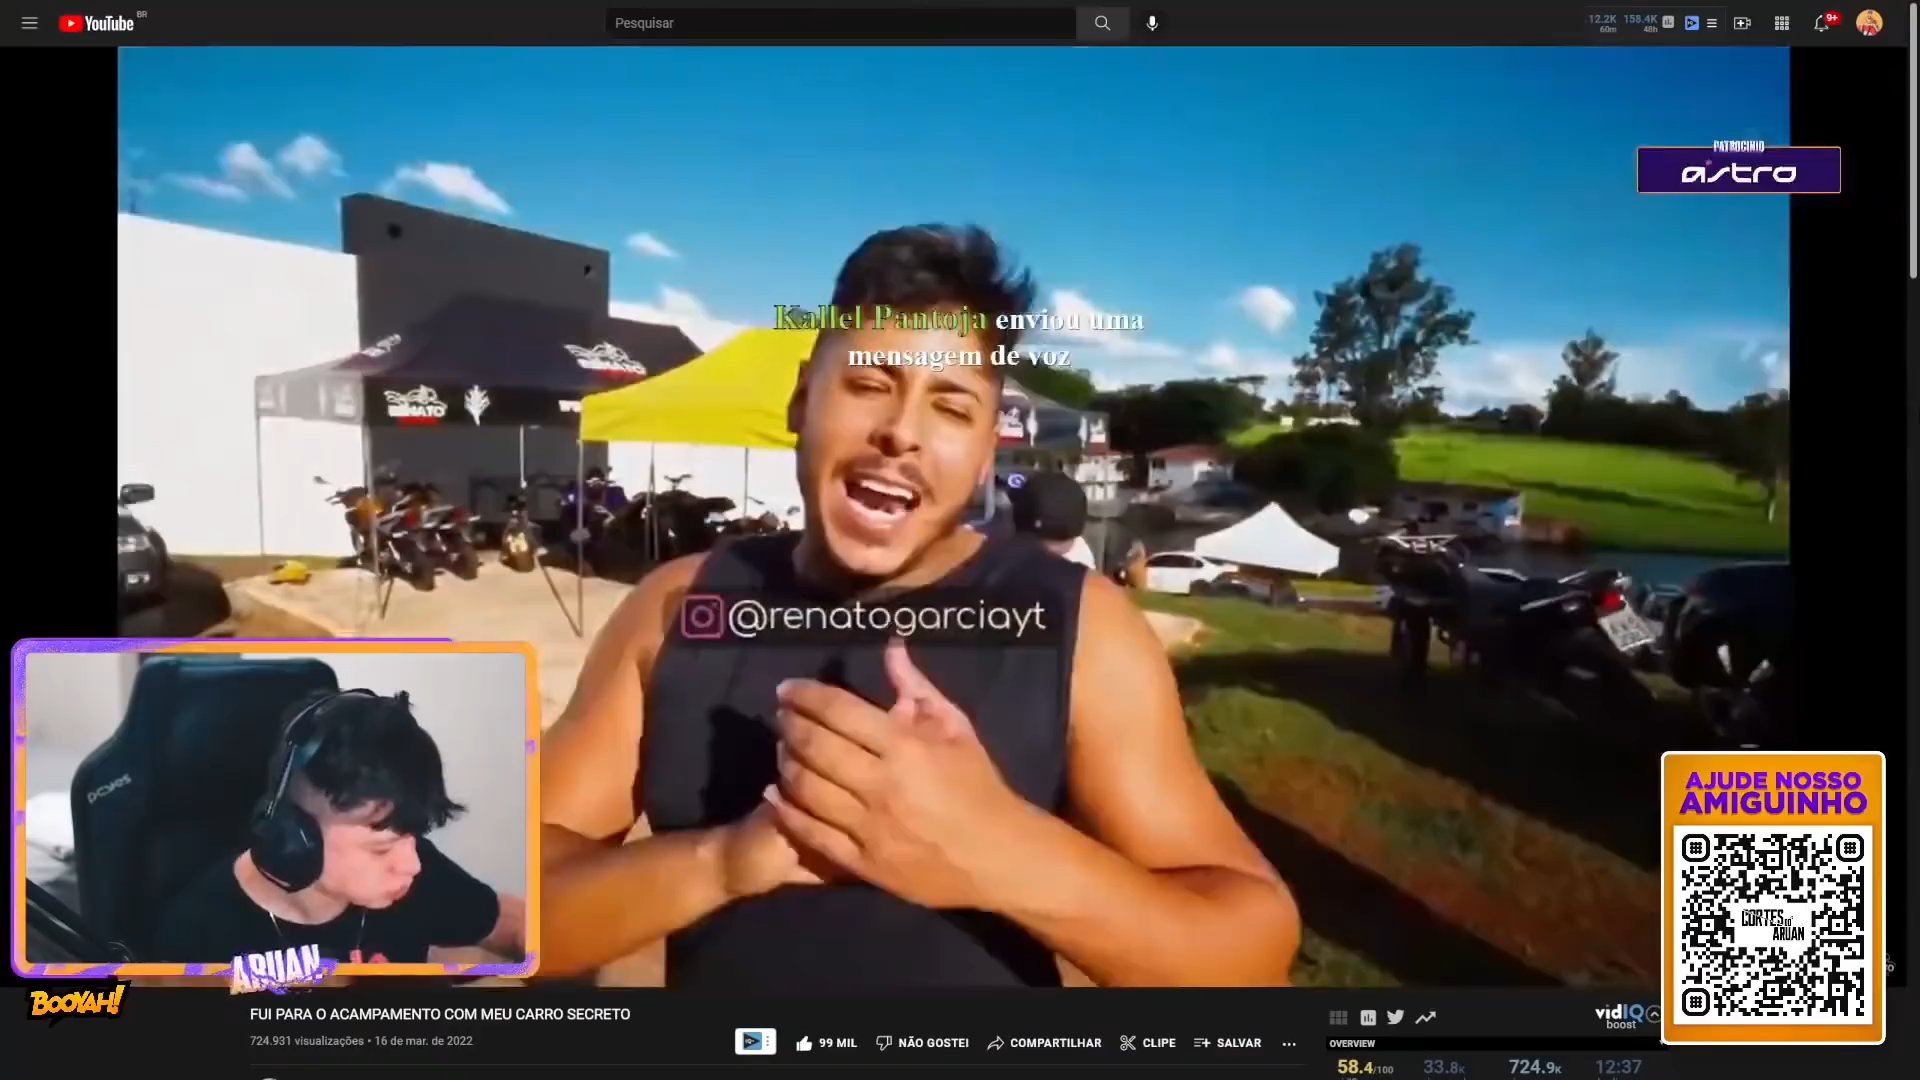 YouTube BR
Pesquisar
12.2K
60m
158.4K
48h
9+
PATROCINIO
astro
Kallel Pantoja enviou uma
mensagem de voz
RENATO
@renatogarciayt
pcyes
ARUAN
BOOYAH!
AJUDE NOSSO
AMIGUINHO
CORTES DO
ARUAN
FUI PARA O ACAMPAMENTO COM MEU CARRO SECRETO
724.931 visualizações • 16 de mar. de 2022
99 MIL
NÃO GOSTEI
COMPARTILHAR
CLIPE
SALVAR
vidIQ
boost
OVERVIEW
58.4/100
33.8K
724.9K
12:37